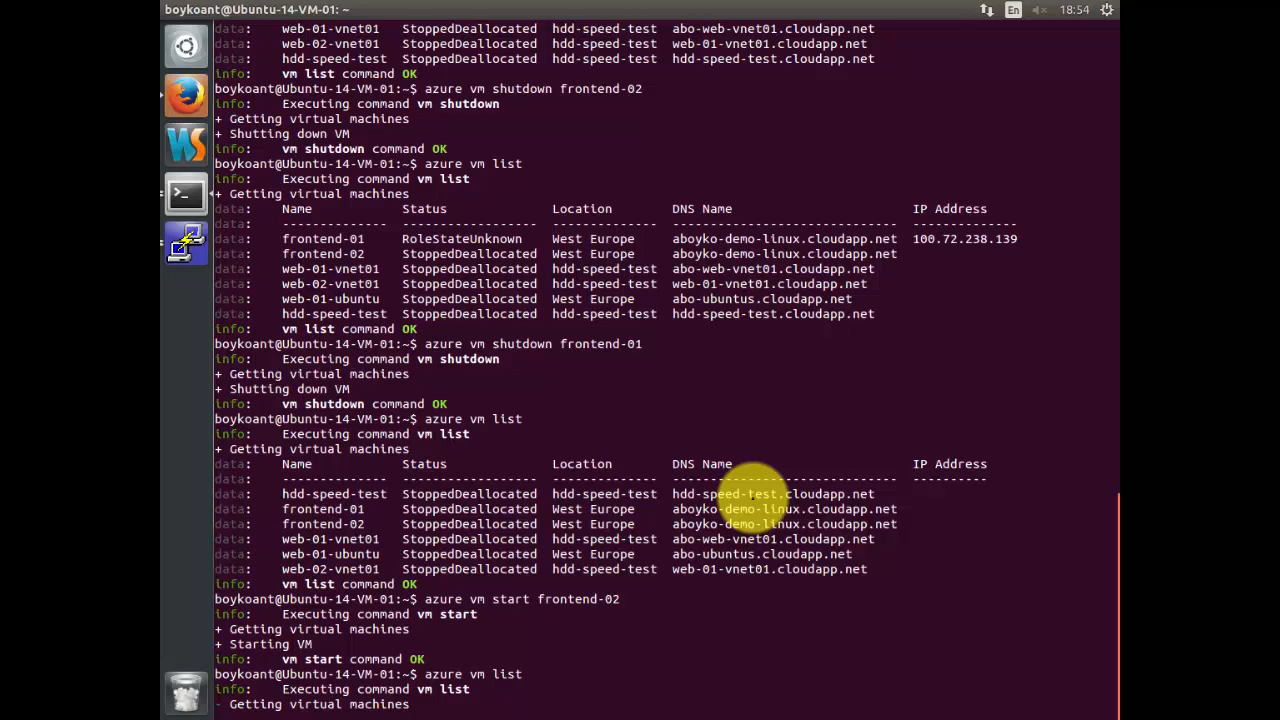 boykoant@Ubuntu-14-VM-01: ~ En 18:54
data: web-01-vnet01 StoppedDeallocated hdd-speed-test abo-web-vnet01.cloudapp.net
data: web-02-vnet01 StoppedDeallocated hdd-speed-test web-01-vnet01.cloudapp.net
data: hdd-speed-test StoppedDeallocated hdd-speed-test hdd-speed-test.cloudapp.net
info: vm list command OK
boykoant@Ubuntu-14-VM-01:~$ azure vm shutdown frontend-02
info: Executing command vm shutdown
+ Getting virtual machines
+ Shutting down VM
info: vm shutdown command OK
boykoant@Ubuntu-14-VM-01:~$ azure vm list
info: Executing command vm list
+ Getting virtual machines
data: Name Status Location DNS Name IP Address
data: -------------- ------------------ -------------- ------------------------------ --------------
data: frontend-01 RoleStateUnknown West Europe aboyko-demo-linux.cloudapp.net 100.72.238.139
data: frontend-02 StoppedDeallocated West Europe aboyko-demo-linux.cloudapp.net
data: web-01-vnet01 StoppedDeallocated hdd-speed-test abo-web-vnet01.cloudapp.net
data: web-02-vnet01 StoppedDeallocated hdd-speed-test web-01-vnet01.cloudapp.net
data: web-01-ubuntu StoppedDeallocated West Europe abo-ubuntus.cloudapp.net
data: hdd-speed-test StoppedDeallocated hdd-speed-test hdd-speed-test.cloudapp.net
info: vm list command OK
boykoant@Ubuntu-14-VM-01:~$ azure vm shutdown frontend-01
info: Executing command vm shutdown
+ Getting virtual machines
+ Shutting down VM
info: vm shutdown command OK
boykoant@Ubuntu-14-VM-01:~$ azure vm list
info: Executing command vm list
+ Getting virtual machines
data: Name Status Location DNS Name IP Address
data: -------------- ------------------ -------------- ------------------------------ ----------
data: hdd-speed-test StoppedDeallocated hdd-speed-test hdd-speed-test.cloudapp.net
data: frontend-01 StoppedDeallocated West Europe aboyko-demo-linux.cloudapp.net
data: frontend-02 StoppedDeallocated West Europe aboyko-demo-linux.cloudapp.net
data: web-01-vnet01 StoppedDeallocated hdd-speed-test abo-web-vnet01.cloudapp.net
data: web-01-ubuntu StoppedDeallocated West Europe abo-ubuntus.cloudapp.net
data: web-02-vnet01 StoppedDeallocated hdd-speed-test web-01-vnet01.cloudapp.net
info: vm list command OK
boykoant@Ubuntu-14-VM-01:~$ azure vm start frontend-02
info: Executing command vm start
+ Getting virtual machines
+ Starting VM
info: vm start command OK
boykoant@Ubuntu-14-VM-01:~$ azure vm list
info: Executing command vm list
- Getting virtual machines